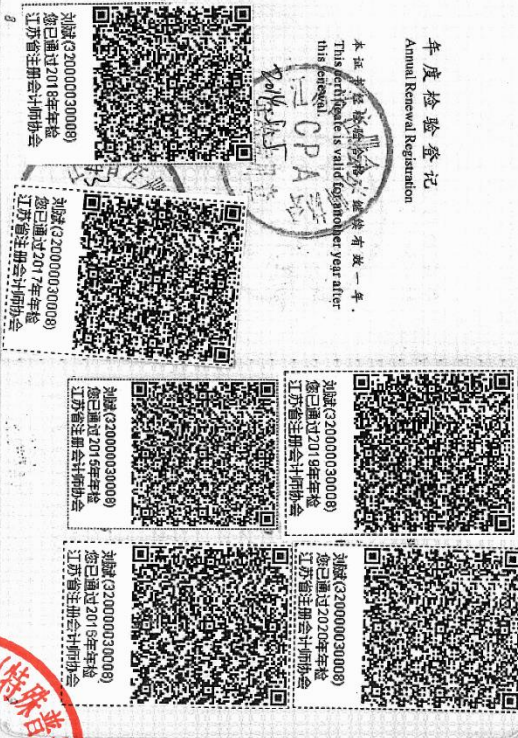 年度检验登记
Annual Renewal Registration
本证书经检验合格，继续有效一年。
This certificate is valid for another year after
this renewal.
CPA
刘斌(320000030008)
您已通过2018年年检
江苏省注册会计师协会
刘斌(320000030008)
您已通过2017年年检
江苏省注册会计师协会
刘斌(320000030008)
您已通过2019年年检
江苏省注册会计师协会
刘斌(320000030008)
您已通过2015年年检
江苏省注册会计师协会
刘斌(320000030008)
您已通过2020年年检
江苏省注册会计师协会
刘斌(320000030008)
您已通过2016年年检
江苏省注册会计师协会
(特殊普
8